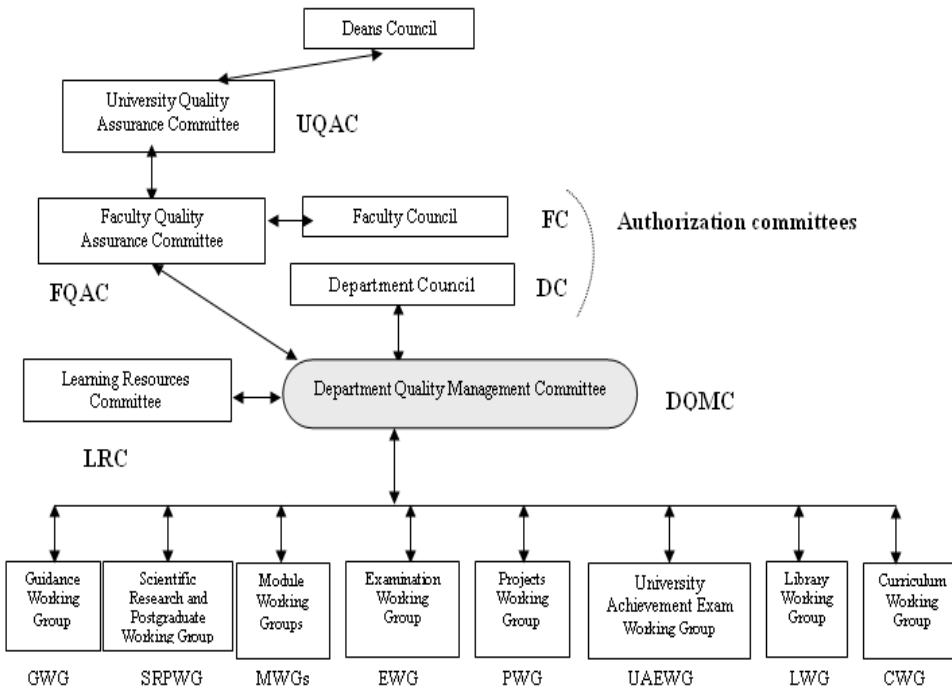 Deans Council
University Quality
Assurance Committee
UQAC
Faculty Quality
Assurance Committee
FQAC
Faculty Council
FC
Authorization committees
Department Council
DC
Learning Resources
Committee
LRC
Department Quality Management Committee
DQMC
Guidance
Working
Group
Scientific
Research and
Postgraduate
Working Group
Module
Working
Groups
Examination
Working
Group
Projects
Working
Group
University
Achievement Exam
Working Group
Library
Working
Group
Curriculum
Working
Group
GWG
SRPWG
MWGs
EWG
PWG
UAEWG
LWG
CWG